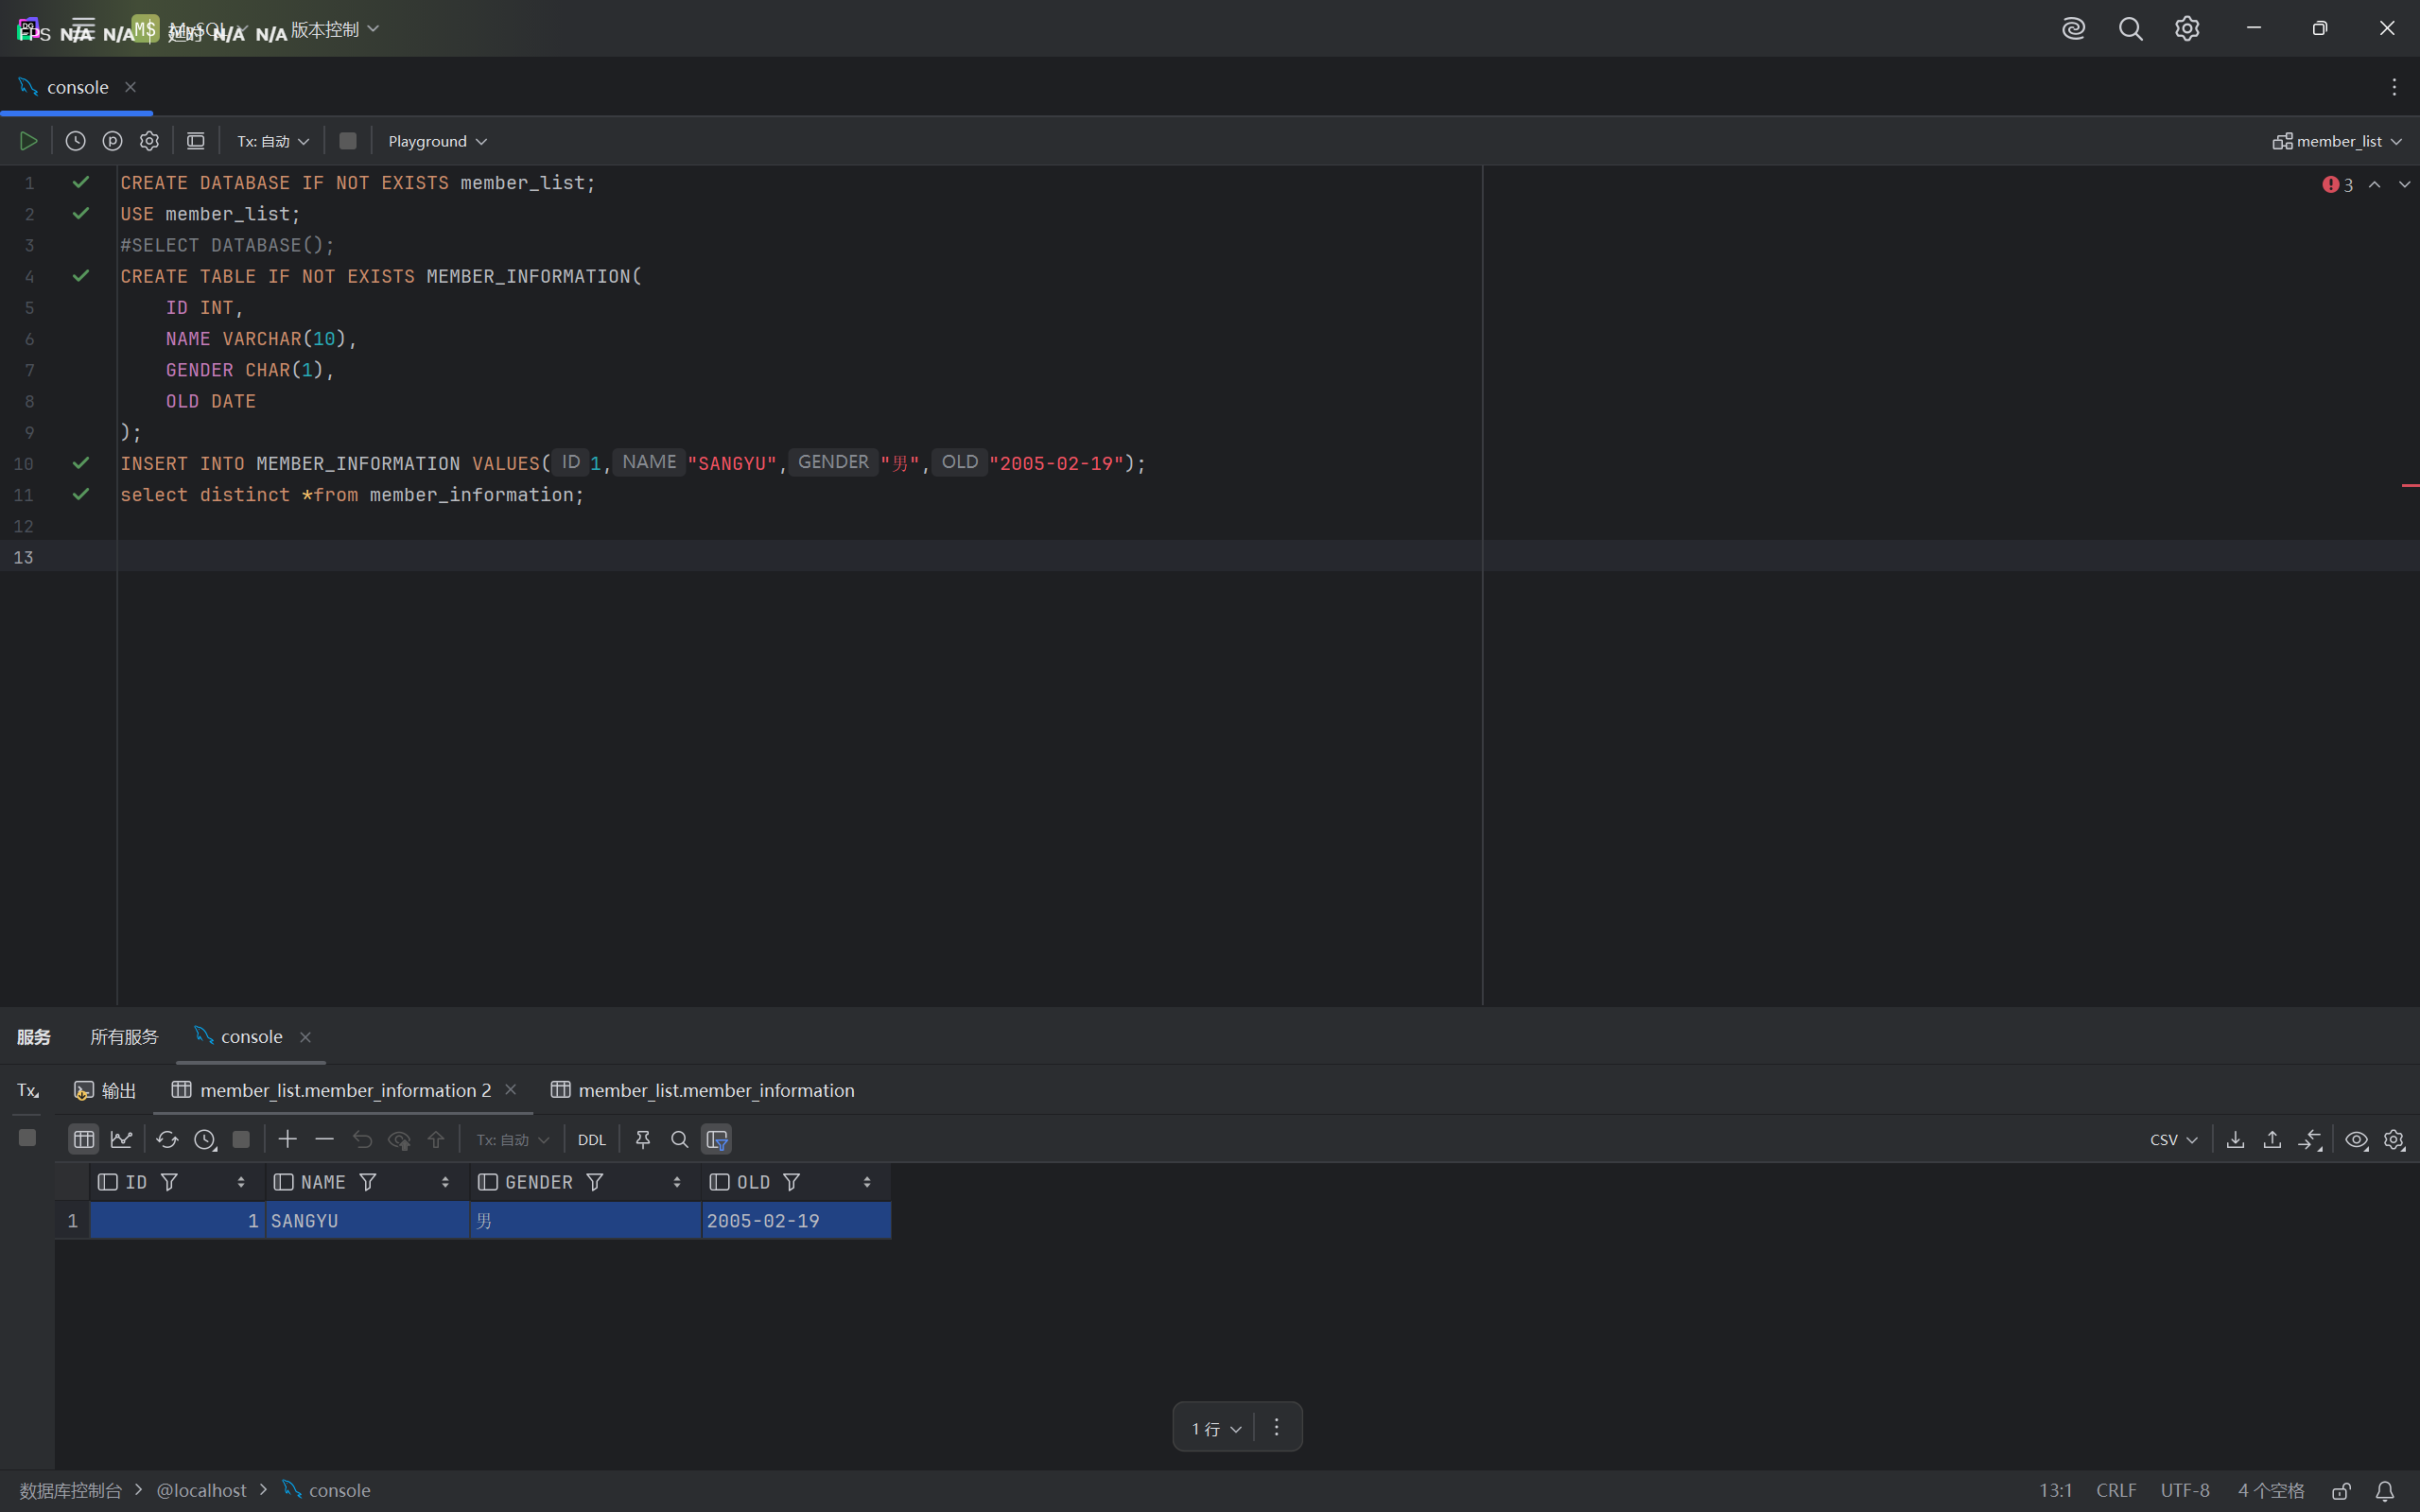 FPS N/A N/A 延时 N/A N/A
MS MySQL 版本控制
console
Tx: 自动 Playground member_list
3
1 CREATE DATABASE IF NOT EXISTS member_list;
2 USE member_list;
3 #SELECT DATABASE();
4 CREATE TABLE IF NOT EXISTS MEMBER_INFORMATION(
5 ID INT,
6 NAME VARCHAR(10),
7 GENDER CHAR(1),
8 OLD DATE
9 );
10 INSERT INTO MEMBER_INFORMATION VALUES( ID 1, NAME "SANGYU", GENDER "男", OLD "2005-02-19");
11 select distinct *from member_information;
12
13
服务 所有服务 console
Tx 输出 member_list.member_information 2 member_list.member_information
Tx: 自动 DDL CSV
ID NAME GENDER OLD
1 1 SANGYU 男 2005-02-19
1 行
数据库控制台 > @localhost > console 13:1 CRLF UTF-8 4 个空格